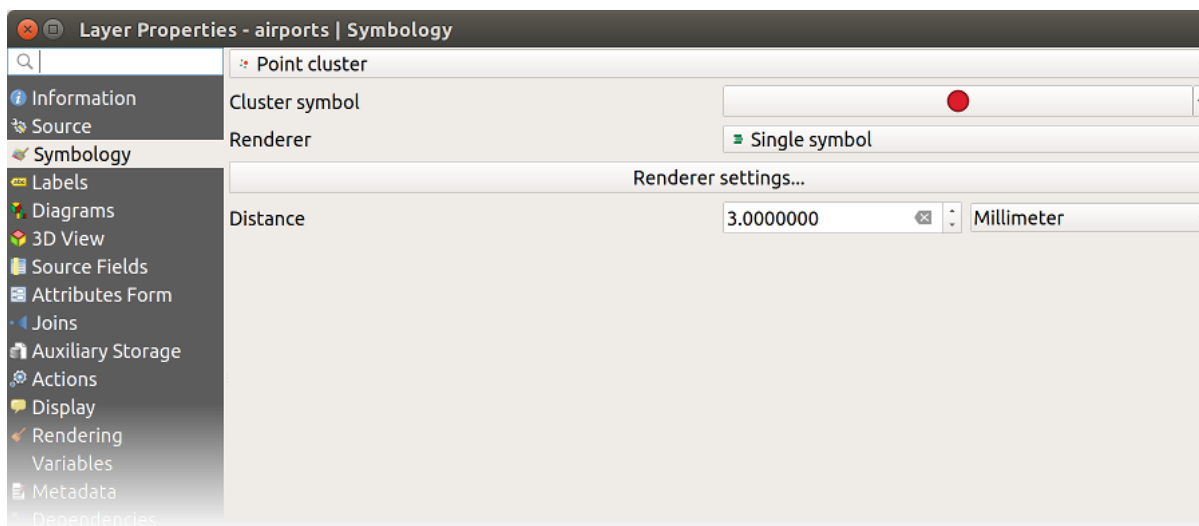 Layer Properties - airports | Symbology
Point cluster
Information
Cluster symbol
Source
Renderer
Single symbol
Symbology
Labels
Renderer settings...
Diagrams
Distance
3.0000000
Millimeter
3D View
Source Fields
Attributes Form
Joins
Auxiliary Storage
Actions
Display
Rendering
Variables
Metadata
Dependencies